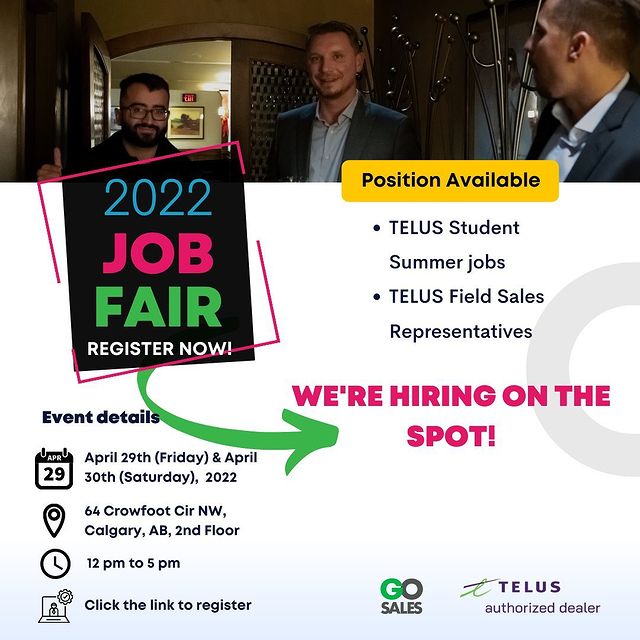 EXIT
2022
JOB
FAIR
REGISTER NOW!
Position Available
• TELUS Student
Summer jobs
• TELUS Field Sales
Representatives
WE'RE HIRING ON THE
SPOT!
Event details
APR
29
April 29th (Friday) & April
30th (Saturday), 2022
64 Crowfoot Cir NW,
Calgary, AB, 2nd Floor
12 pm to 5 pm
Click the link to register
GO
SALES
TELUS
authorized dealer